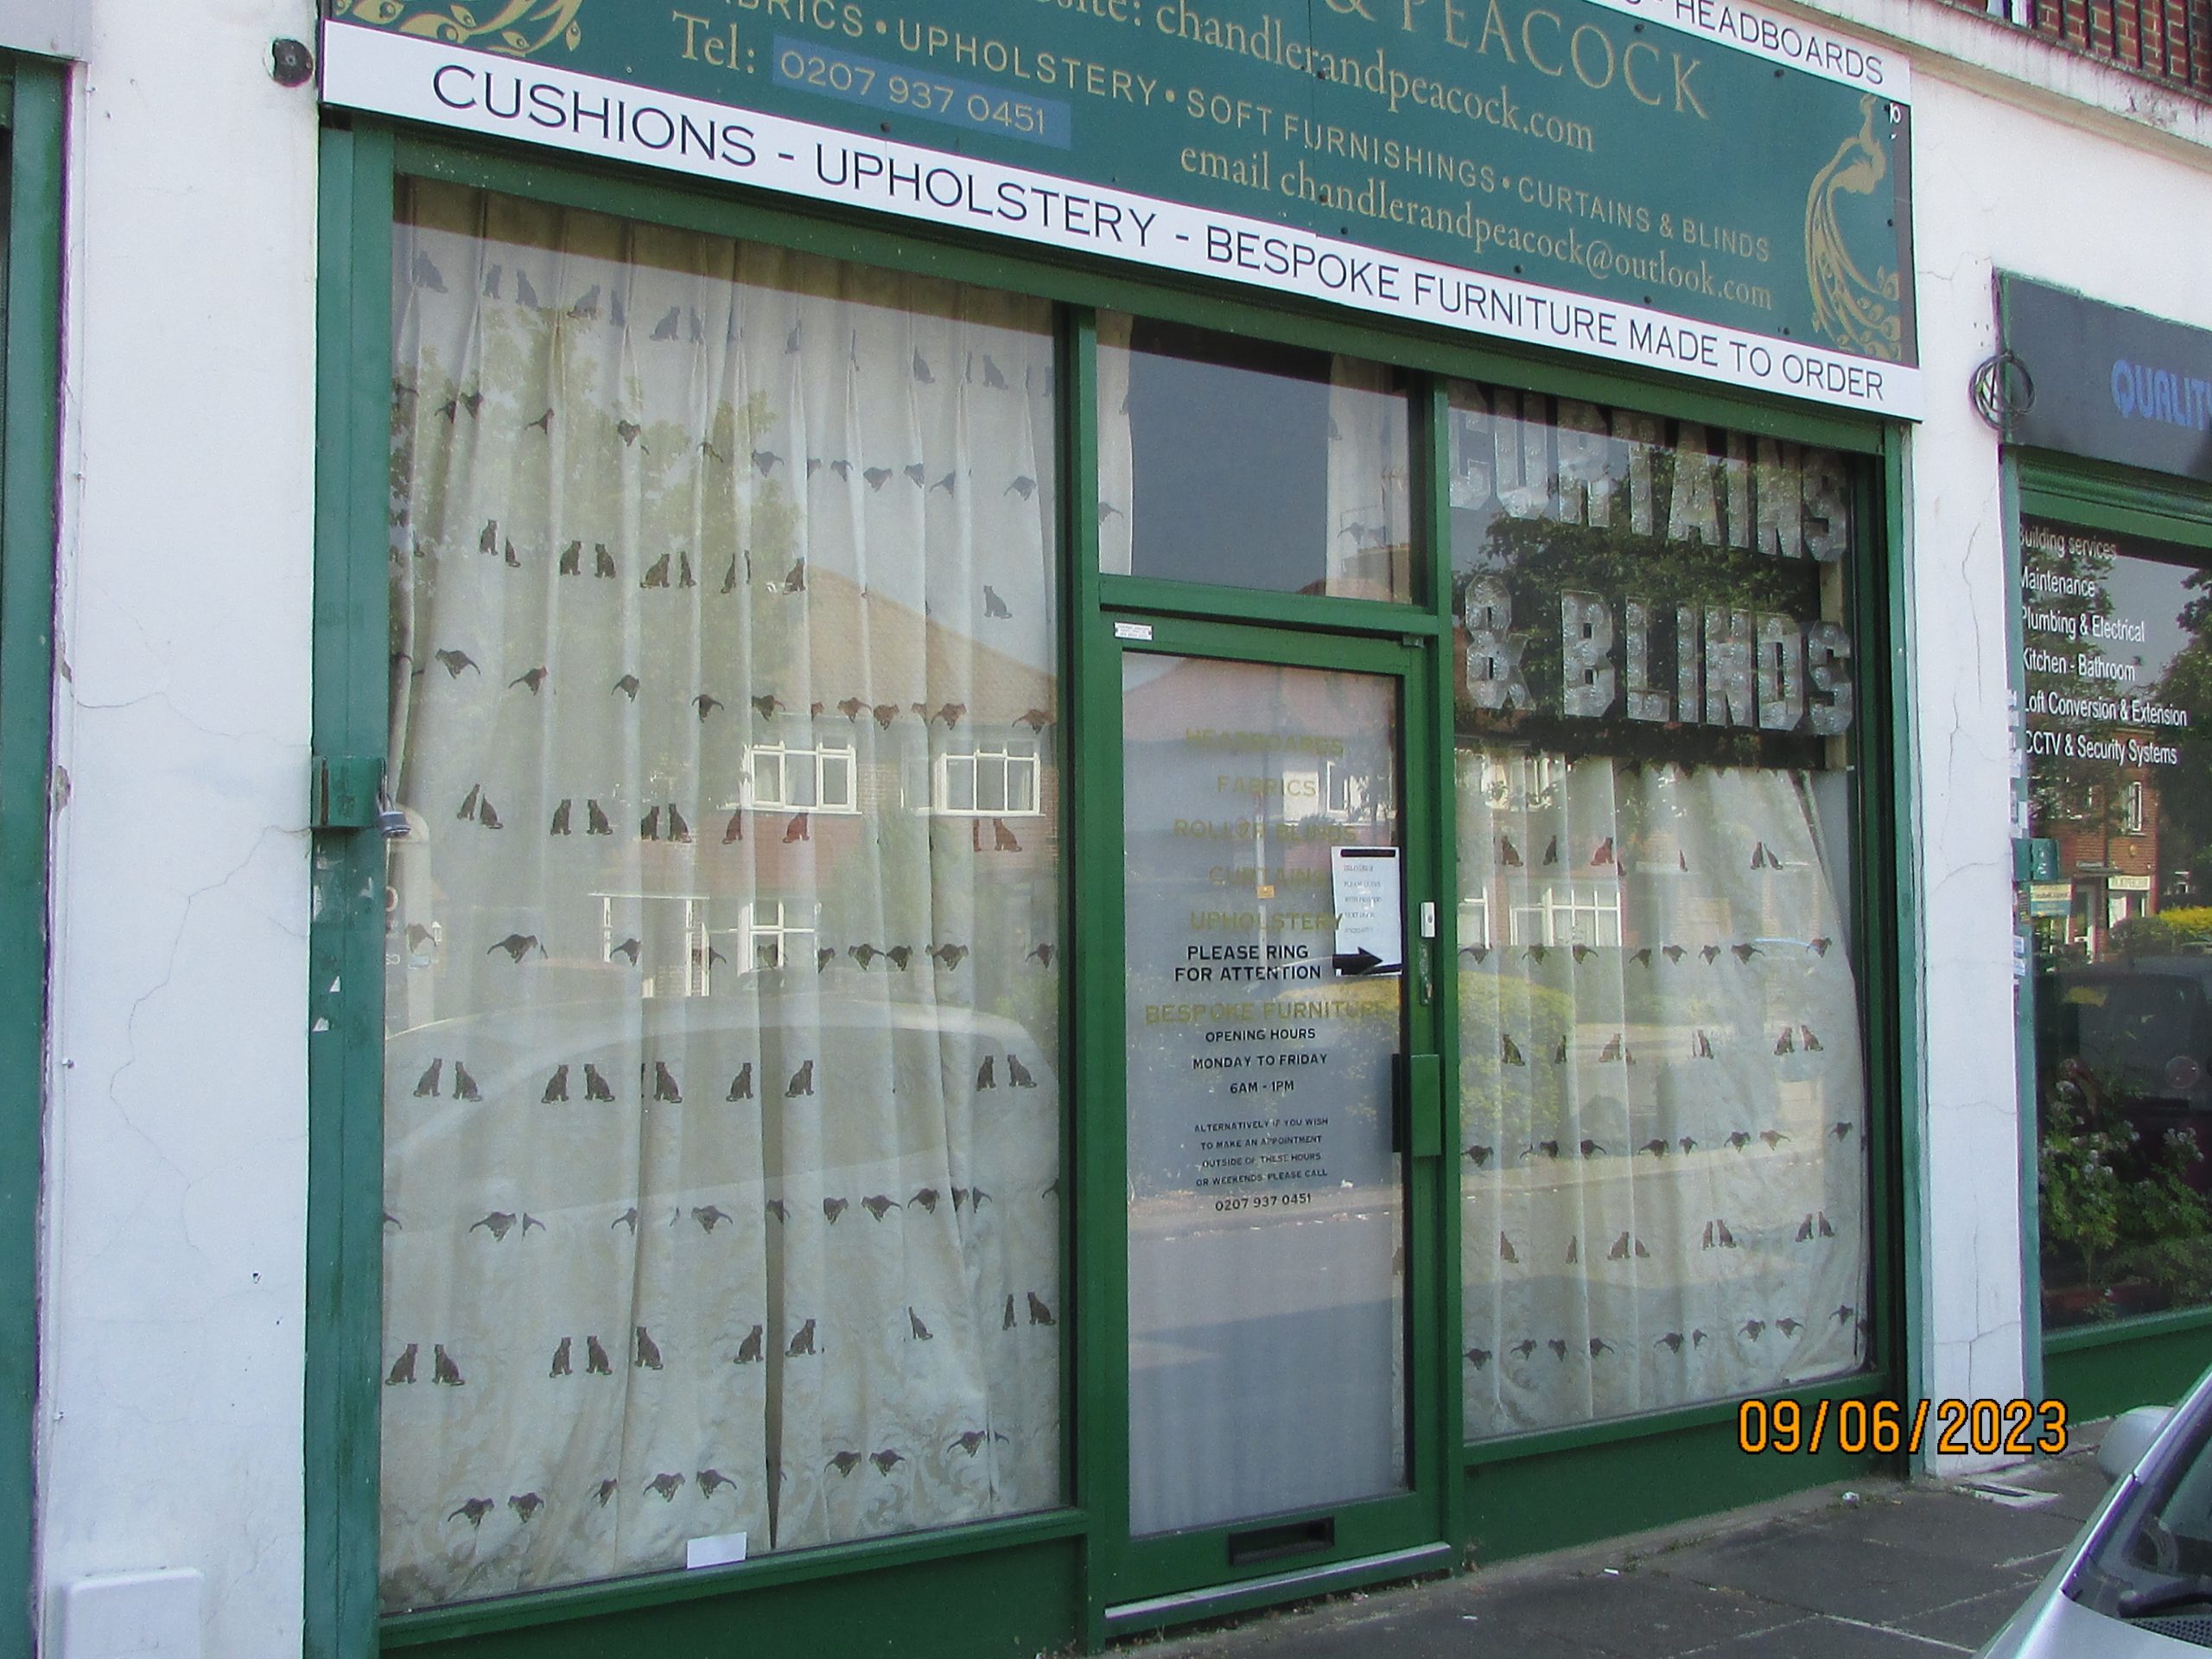 - HEADBOARDS
& PEACOCK
chandlerandpeacock.com
Tel: 0207 937 0451
UPHOLSTERY • SOFT FURNISHINGS • CURTAINS & BLINDS
email chandlerandpeacock@outlook.com
CUSHIONS - UPHOLSTERY - BESPOKE FURNITURE MADE TO ORDER
CURTAINS
& BLINDS
HEADBOARDS
FABRICS
ROLLER BLINDS
CURTAINS
UPHOLSTERY
PLEASE RING
FOR ATTENTION
BESPOKE FURNITURE
OPENING HOURS
MONDAY TO FRIDAY
6AM - 1PM
ALTERNATIVELY IF YOU WISH
TO MAKE AN APPOINTMENT
OUTSIDE OF THESE HOURS
OR WEEKENDS PLEASE CALL
0207 937 0451
Building services
Maintenance
Plumbing & Electrical
Kitchen - Bathroom
Loft Conversion & Extension
CCTV & Security Systems
09/06/2023